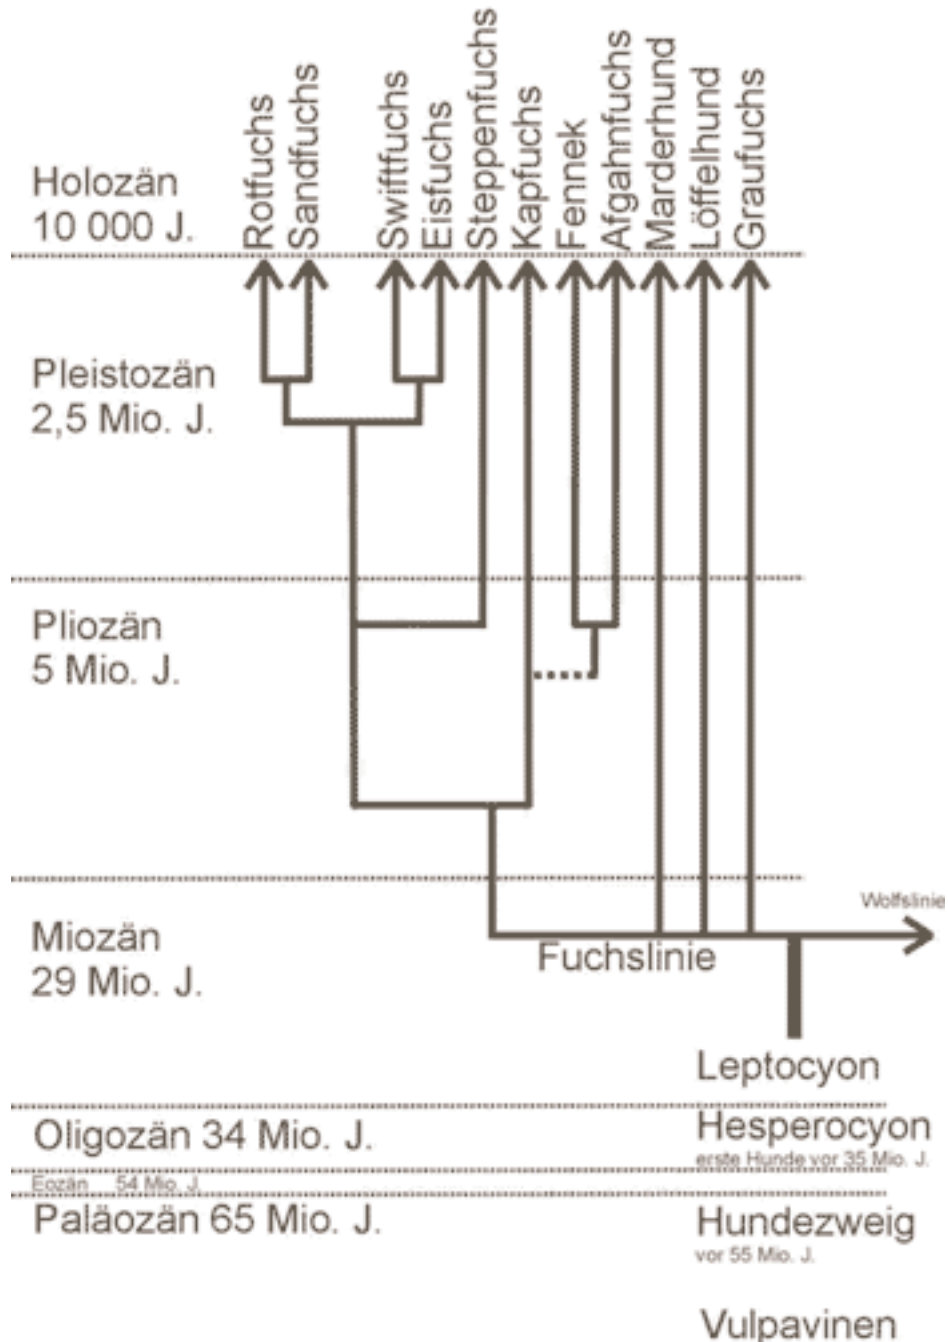 Rotfuchs
Sandfuchs
Swiftfuchs
Eisfuchs
Steppenfuchs
Kapfuchs
Fennek
Afgahnfuchs
Marderhund
Löffelhund
Graufuchs
Holozän
10 000 J.
Pleistozän
2,5 Mio. J.
Pliozän
5 Mio. J.
Wolfslinie
Miozän
29 Mio. J.
Fuchslinie
Leptocyon
Oligozän 34 Mio. J.
Hesperocyon
erste Hunde vor 35 Mio. J.
Eozän 54 Mio. J.
Paläozän 65 Mio. J.
Hundezweig
vor 55 Mio. J.
Vulpavinen